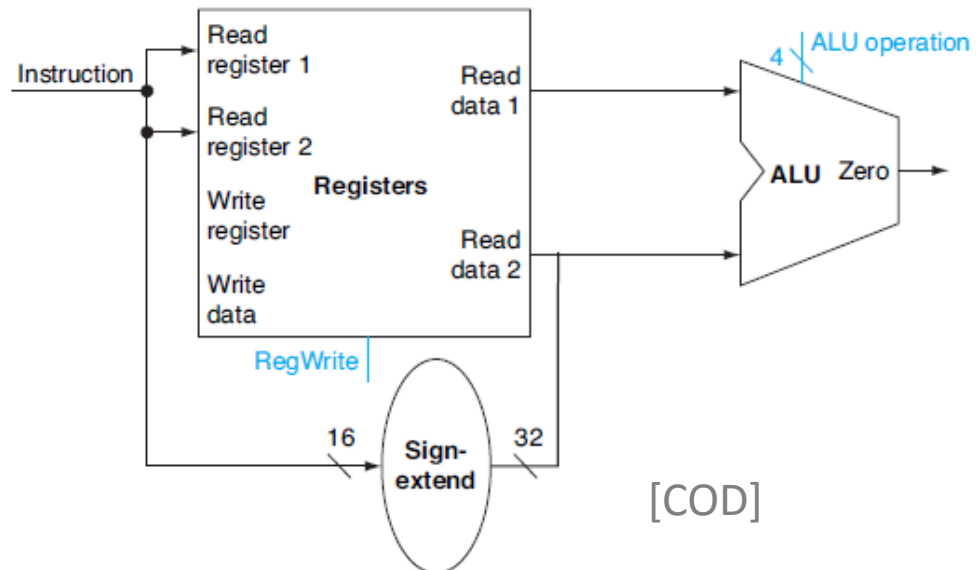 Instruction
Read
register 1
Read
register 2
Write
register
Write
data
Registers
Read
data 1
Read
data 2
RegWrite
4
ALU operation
ALU
Zero
16
Sign-
extend
32
[COD]